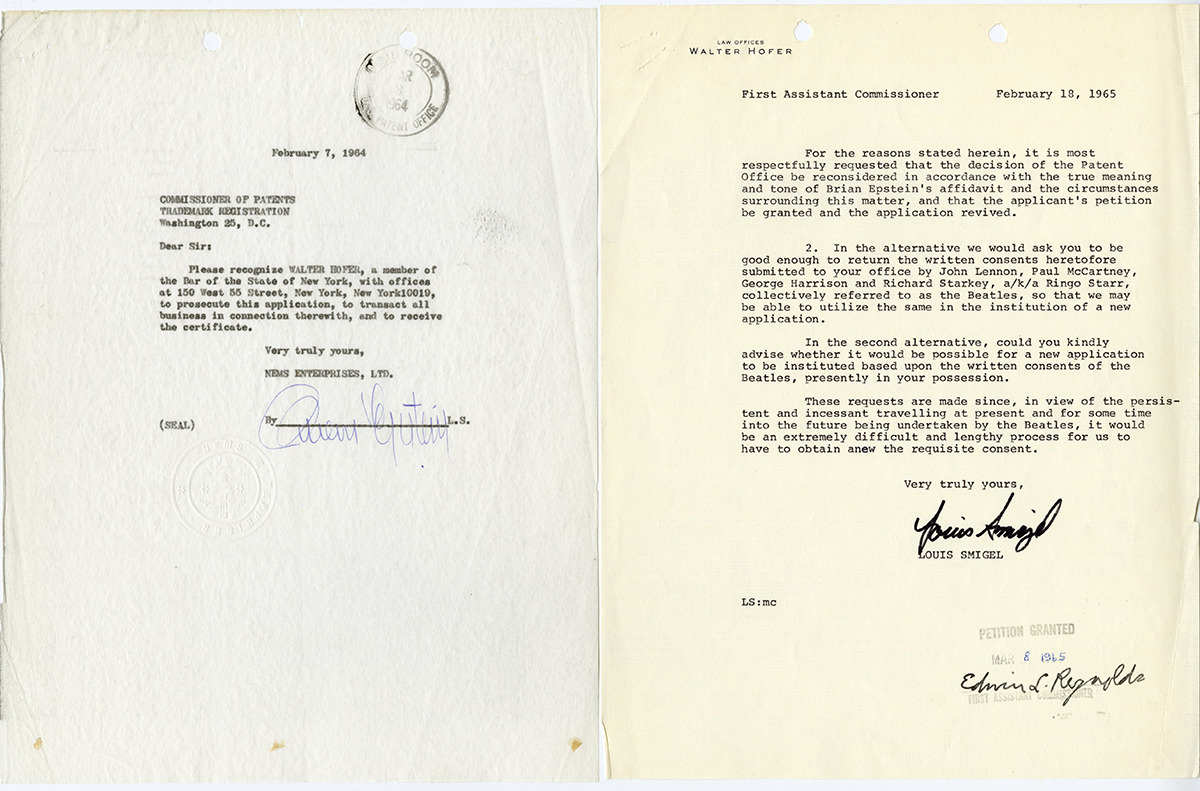 ROOM
1964
PATENT OFFICE
February 7, 1964
COMMISSIONER OF PATENTS
TRADEMARK REGISTRATION
Washington 25, D.C.
Dear Sir:
Please recognize WALTER HOFER, a member of
the Bar of the State of New York, with offices
at 150 West 55 Street, New York, New York10019,
to prosecute this application, to transact all
business in connection therewith, and to receive
the certificate.
Very truly yours,
NEMS ENTERPRISES, LTD.
(SEAL)
By
L.S.
LAW OFFICES
WALTER HOFER
First Assistant Commissioner February 18, 1965
For the reasons stated herein, it is most
respectfully requested that the decision of the Patent
Office be reconsidered in accordance with the true meaning
and tone of Brian Epstein's affidavit and the circumstances
surrounding this matter, and that the applicant's petition
be granted and the application revived.
2. In the alternative we would ask you to be
good enough to return the written consents heretofore
submitted to your office by John Lennon, Paul McCartney,
George Harrison and Richard Starkey, a/k/a Ringo Starr,
collectively referred to as the Beatles, so that we may
be able to utilize the same in the institution of a new
application.
In the second alternative, could you kindly
advise whether it would be possible for a new application
to be instituted based upon the written consents of the
Beatles, presently in your possession.
These requests are made since, in view of the persis-
tent and incessant travelling at present and for some time
into the future being undertaken by the Beatles, it would
be an extremely difficult and lengthy process for us to
have to obtain anew the requisite consent.
Very truly yours,
Louis Smigel
LOUIS SMIGEL
LS:mc
PETITION GRANTED
MAR 8 1965
Edwin L. Reynolds
FIRST ASSISTANT COMMISSIONER